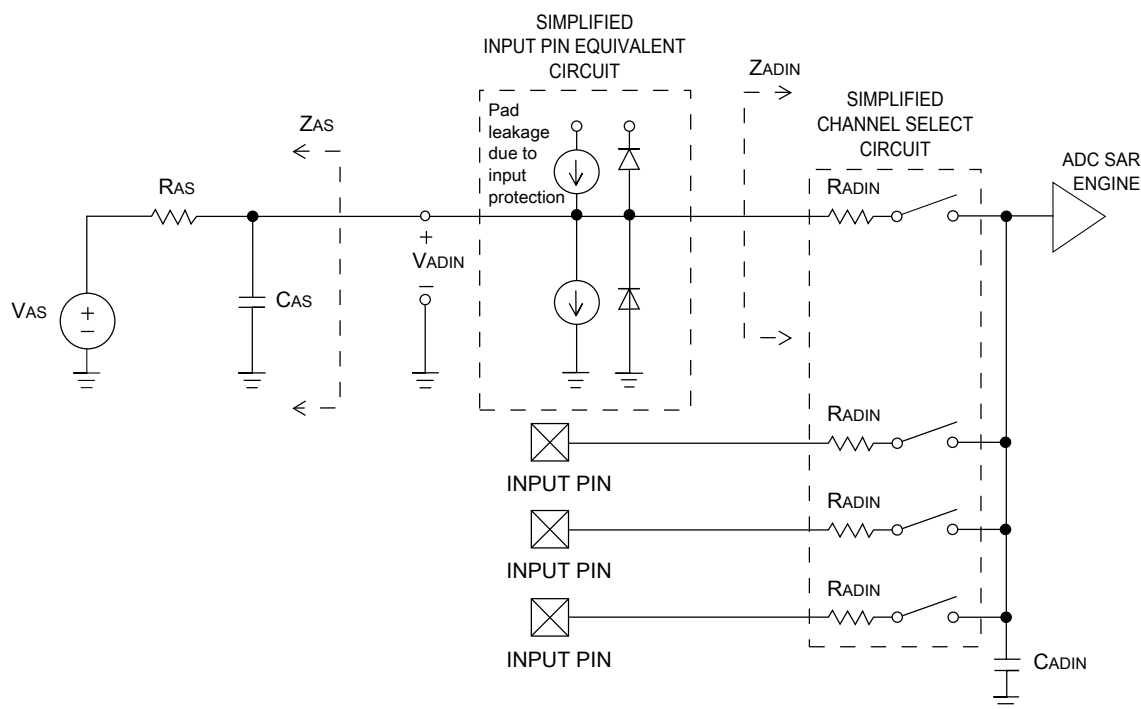 SIMPLIFIED
INPUT PIN EQUIVALENT
CIRCUIT
Pad
leakage
due to
input
protection
ZAS
RAS
VAS
+
−
CAS
+
VADIN
−
ZADIN
SIMPLIFIED
CHANNEL SELECT
CIRCUIT
RADIN
ADC SAR
ENGINE
RADIN
INPUT PIN
RADIN
INPUT PIN
RADIN
INPUT PIN
CADIN